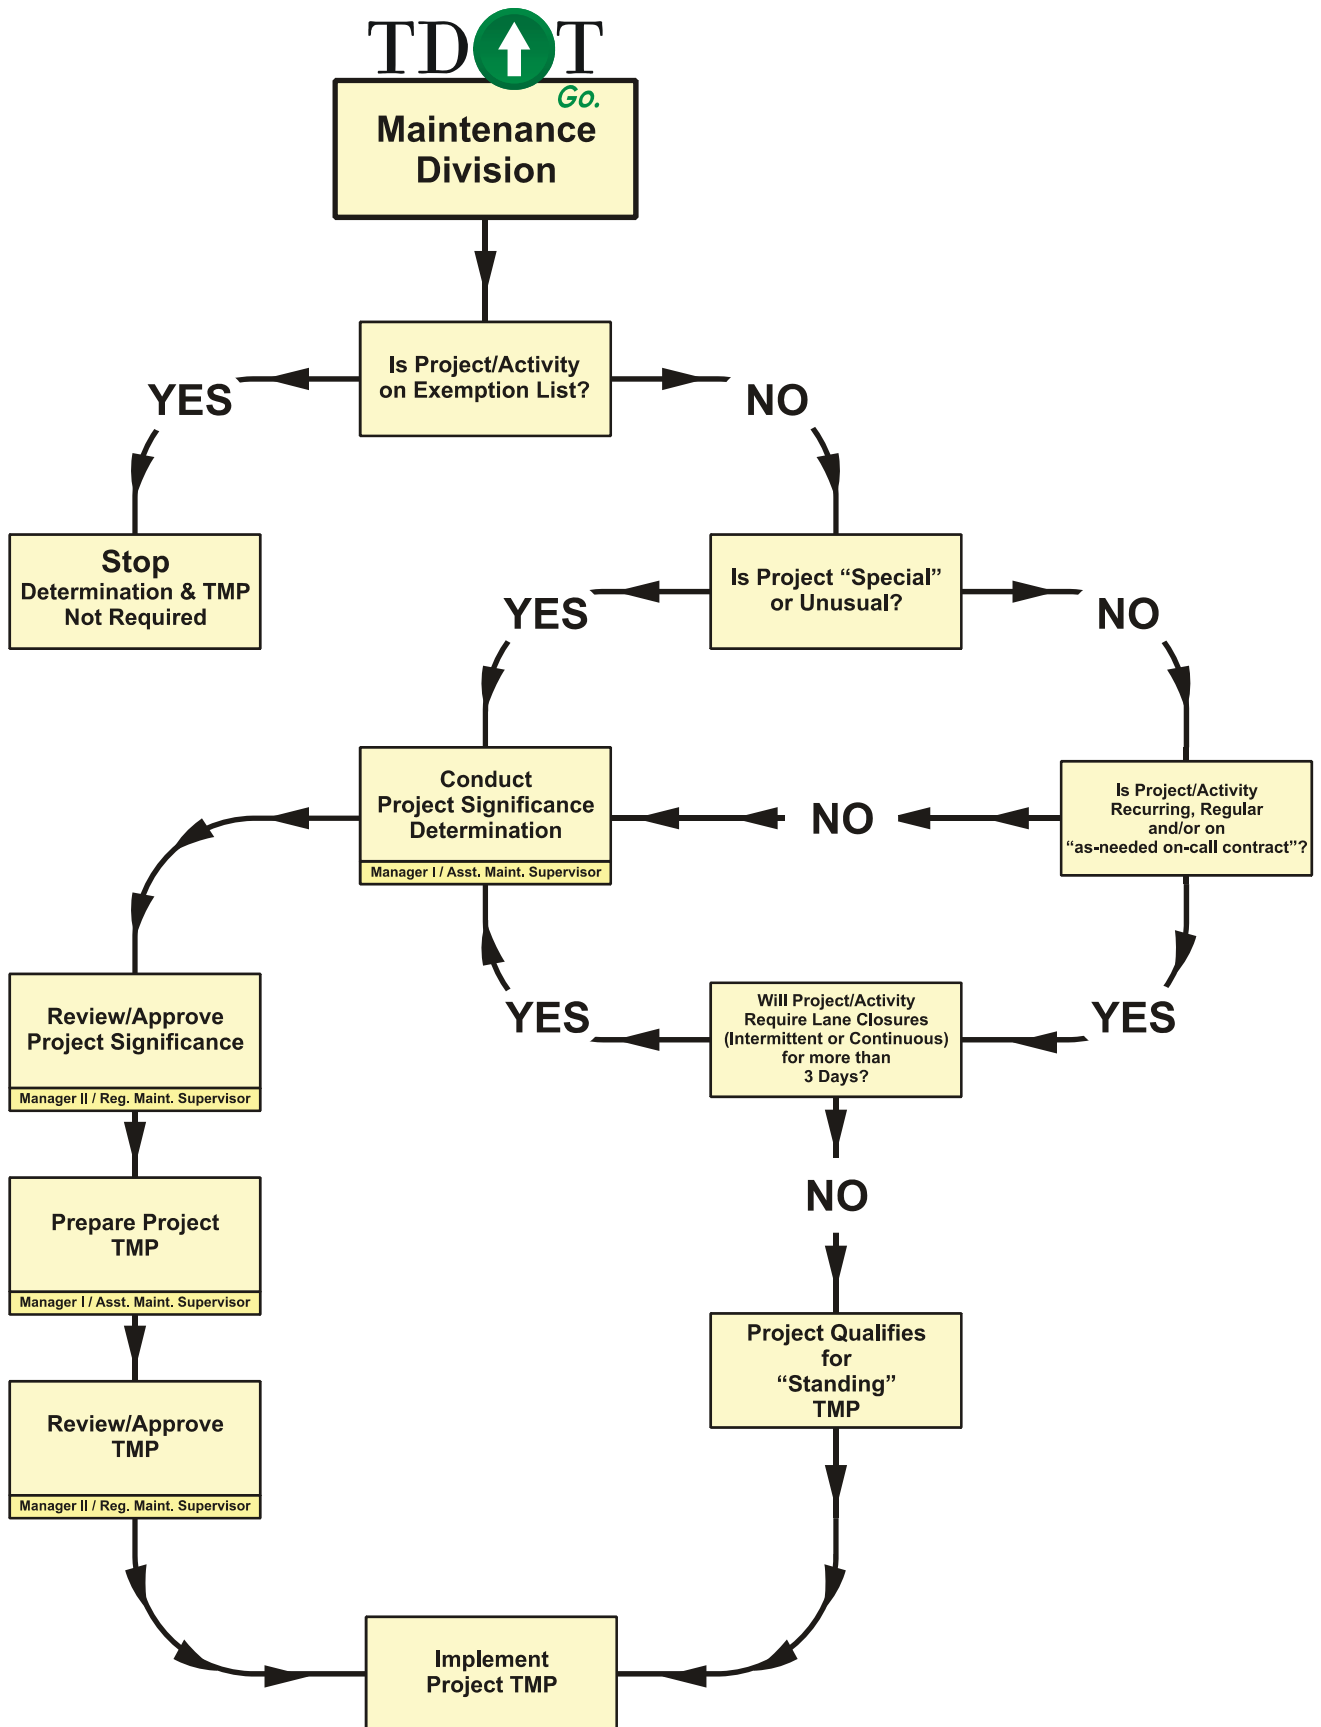 TDOT
Go.
Maintenance
Division
Is Project/Activity
on Exemption List?
YES
NO
Stop
Determination & TMP
Not Required
Is Project “Special”
or Unusual?
YES
NO
Conduct
Project Significance
Determination
Manager I / Asst. Maint. Supervisor
NO
Is Project/Activity
Recurring, Regular
and/or on
“as-needed on-call contract”?
Review/Approve
Project Significance
Manager II / Reg. Maint. Supervisor
YES
Will Project/Activity
Require Lane Closures
(Intermittent or Continuous)
for more than
3 Days?
YES
Prepare Project
TMP
Manager I / Asst. Maint. Supervisor
NO
Review/Approve
TMP
Manager II / Reg. Maint. Supervisor
Project Qualifies
for
“Standing”
TMP
Implement
Project TMP